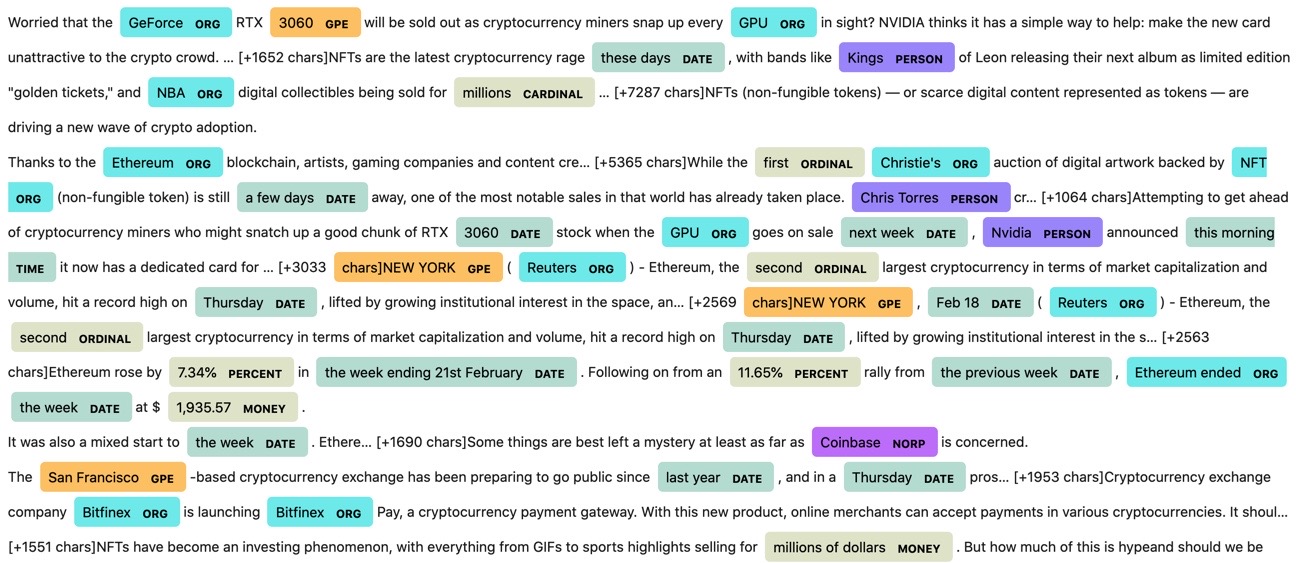 Worried that the GeForce ORG RTX 3060 GPE will be sold out as cryptocurrency miners snap up every GPU ORG in sight? NVIDIA thinks it has a simple way to help: make the new card
unattractive to the crypto crowd. ... [+1652 chars]NFTs are the latest cryptocurrency rage these days DATE , with bands like Kings PERSON of Leon releasing their next album as limited edition
"golden tickets," and NBA ORG digital collectibles being sold for millions CARDINAL ... [+7287 chars]NFTs (non-fungible tokens) — or scarce digital content represented as tokens — are
driving a new wave of crypto adoption.
Thanks to the Ethereum ORG blockchain, artists, gaming companies and content cre... [+5365 chars]While the first ORDINAL Christie's ORG auction of digital artwork backed by NFT
ORG (non-fungible token) is still a few days DATE away, one of the most notable sales in that world has already taken place. Chris Torres PERSON cr... [+1064 chars]Attempting to get ahead
of cryptocurrency miners who might snatch up a good chunk of RTX 3060 DATE stock when the GPU ORG goes on sale next week DATE , Nvidia PERSON announced this morning
TIME it now has a dedicated card for ... [+3033 chars]NEW YORK GPE ( Reuters ORG ) - Ethereum, the second ORDINAL largest cryptocurrency in terms of market capitalization and
volume, hit a record high on Thursday DATE , lifted by growing institutional interest in the space, an... [+2569 chars]NEW YORK GPE , Feb 18 DATE ( Reuters ORG ) - Ethereum, the
second ORDINAL largest cryptocurrency in terms of market capitalization and volume, hit a record high on Thursday DATE , lifted by growing institutional interest in the s... [+2563
chars]Ethereum rose by 7.34% PERCENT in the week ending 21st February DATE . Following on from an 11.65% PERCENT rally from the previous week DATE , Ethereum ended ORG
the week DATE at $ 1,935.57 MONEY .
It was also a mixed start to the week DATE . Ethere... [+1690 chars]Some things are best left a mystery at least as far as Coinbase NORP is concerned.
The San Francisco GPE -based cryptocurrency exchange has been preparing to go public since last year DATE , and in a Thursday DATE pros... [+1953 chars]Cryptocurrency exchange
company Bitfinex ORG is launching Bitfinex ORG Pay, a cryptocurrency payment gateway. With this new product, online merchants can accept payments in various cryptocurrencies. It shoul...
[+1551 chars]NFTs have become an investing phenomenon, with everything from GIFs to sports highlights selling for millions of dollars MONEY . But how much of this is hypeand should we be